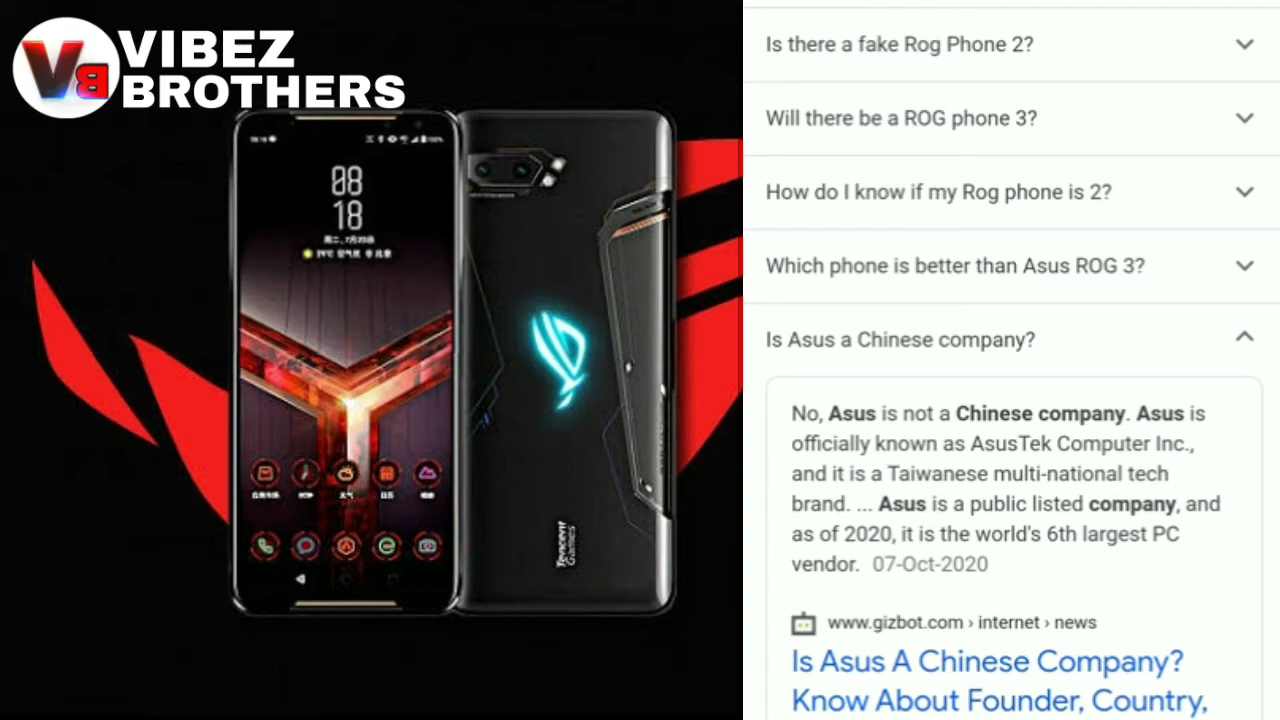 VIBEZ
BROTHERS
08
18
Tencent
Games
Is there a fake Rog Phone 2?
Will there be a ROG phone 3?
How do I know if my Rog phone is 2?
Which phone is better than Asus ROG 3?
Is Asus a Chinese company?
No, Asus is not a Chinese company. Asus is
officially known as AsusTek Computer Inc.,
and it is a Taiwanese multi-national tech
brand. ... Asus is a public listed company, and
as of 2020, it is the world's 6th largest PC
vendor. 07-Oct-2020
www.gizbot.com › internet › news
Is Asus A Chinese Company?
Know About Founder, Country,